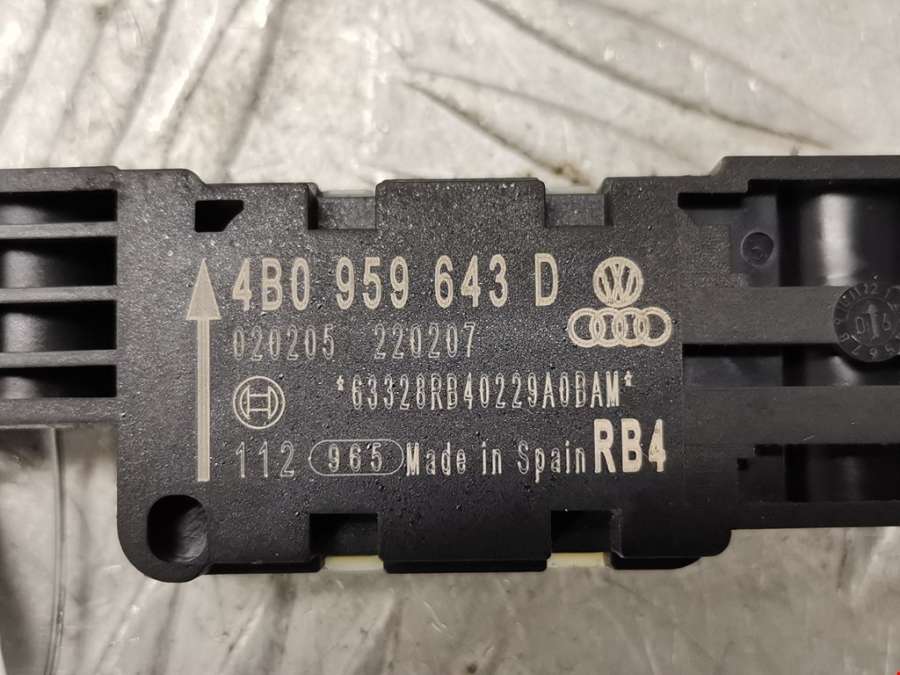 4B0 959 643 D
020205 220207
*63328RB40229A0BAM*
112 965 Made in Spain RB4